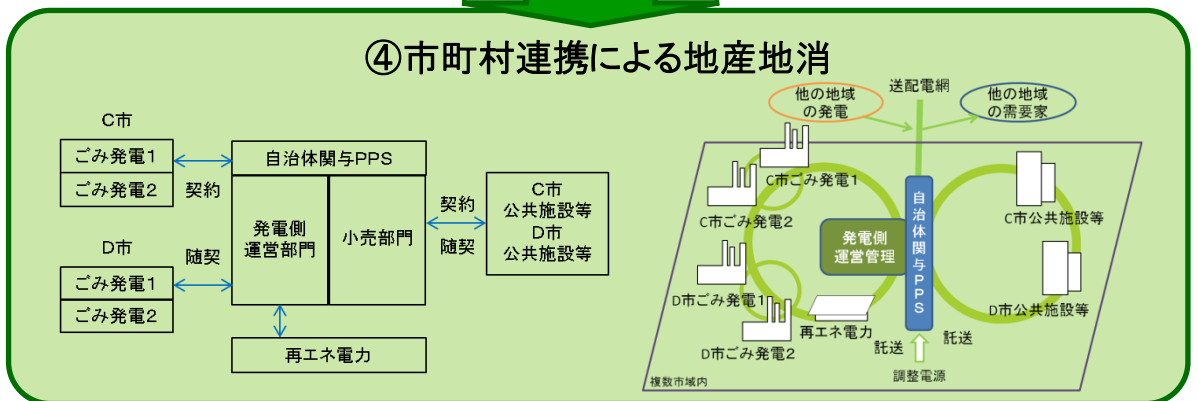 ④市町村連携による地産地消
C市
ごみ発電1
ごみ発電2
契約
D市
ごみ発電1
ごみ発電2
随契
自治体関与PPS
発電側
運営部門
小売部門
再エネ電力
契約
随契
C市
公共施設等
D市
公共施設等
送配電網
他の地域
の発電
他の地域
の需要家
C市ごみ発電1
C市ごみ発電2
D市ごみ発電1
D市ごみ発電2
発電側
運営管理
自治体関与PPS
再エネ電力
C市公共施設等
D市公共施設等
託送
託送
調整電源
複数市域内